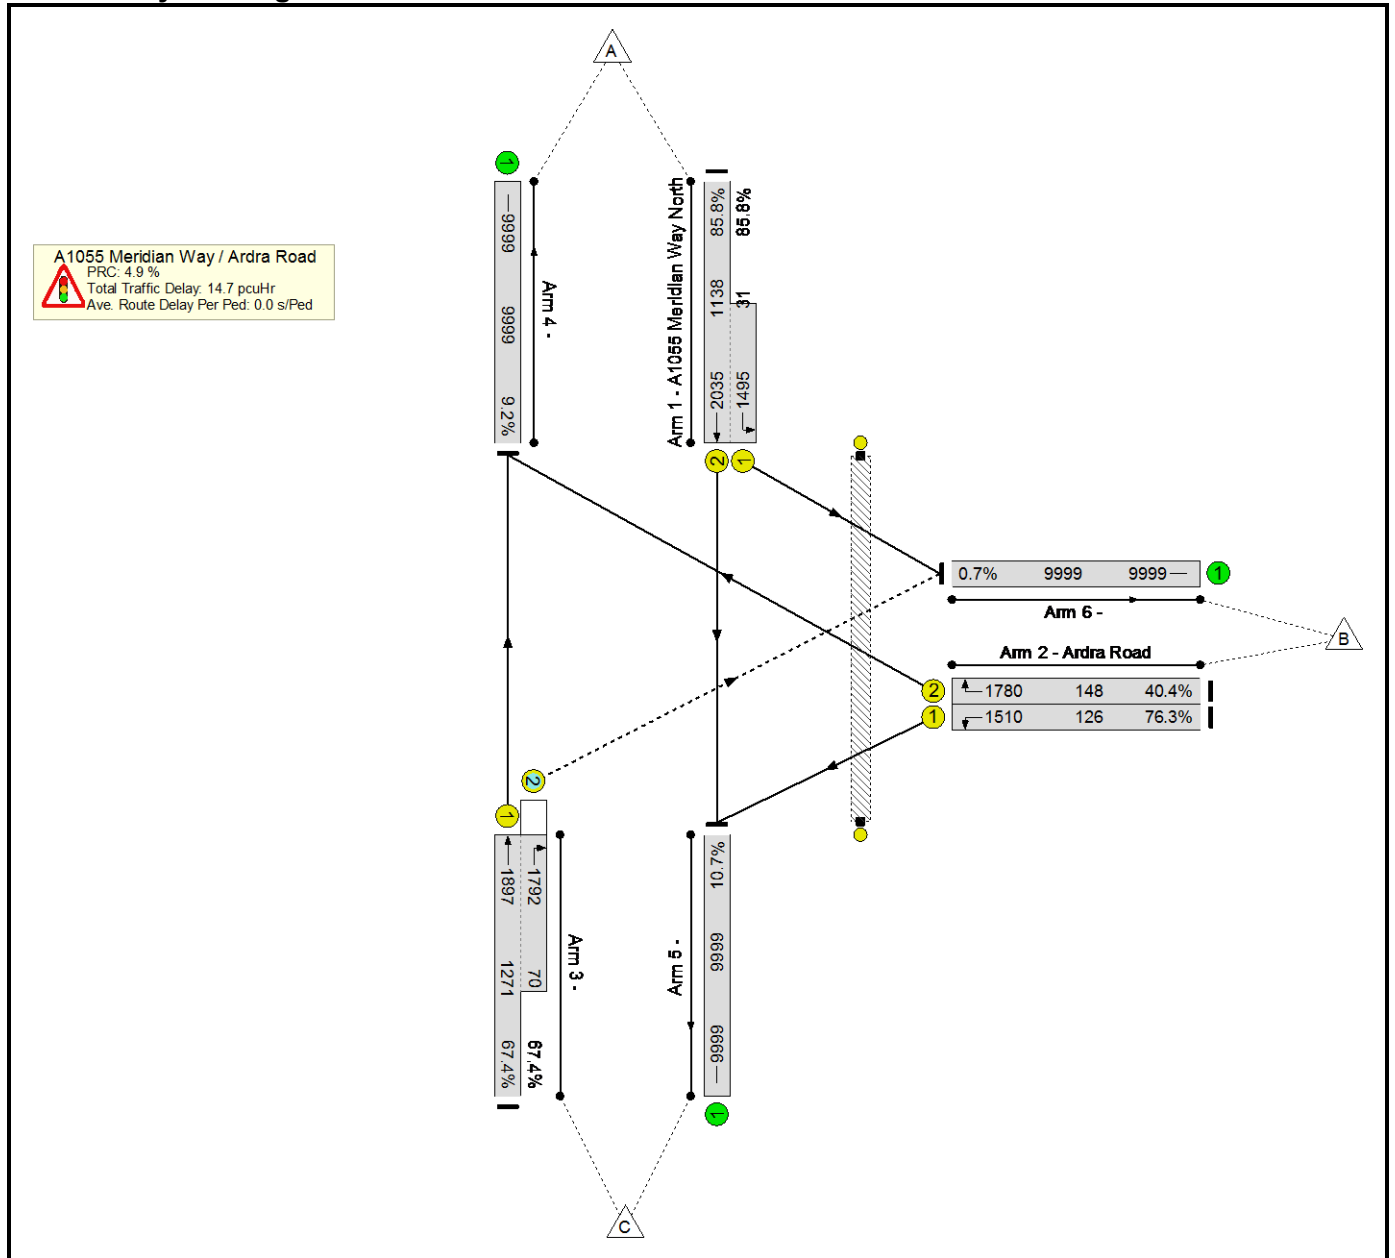 A
A1055 Meridian Way / Ardra Road
PRC: 4.9 %
Total Traffic Delay: 14.7 pcuHr
Ave. Route Delay Per Ped: 0.0 s/Ped
1
9999 9999 9.2%
Arm 4 -
Arm 1 - A1055 Meridian Way North
2035 1138 85.8%
1495 31 85.8%
2
1
0.7% 9999 9999
1
Arm 6 -
B
Arm 2 - Ardra Road
2
1780 148 40.4%
1
1510 126 76.3%
2
1
1897 1271 67.4%
1792 70 67.4%
Arm 3 -
Arm 5 -
10.7% 9999 9999
1
C